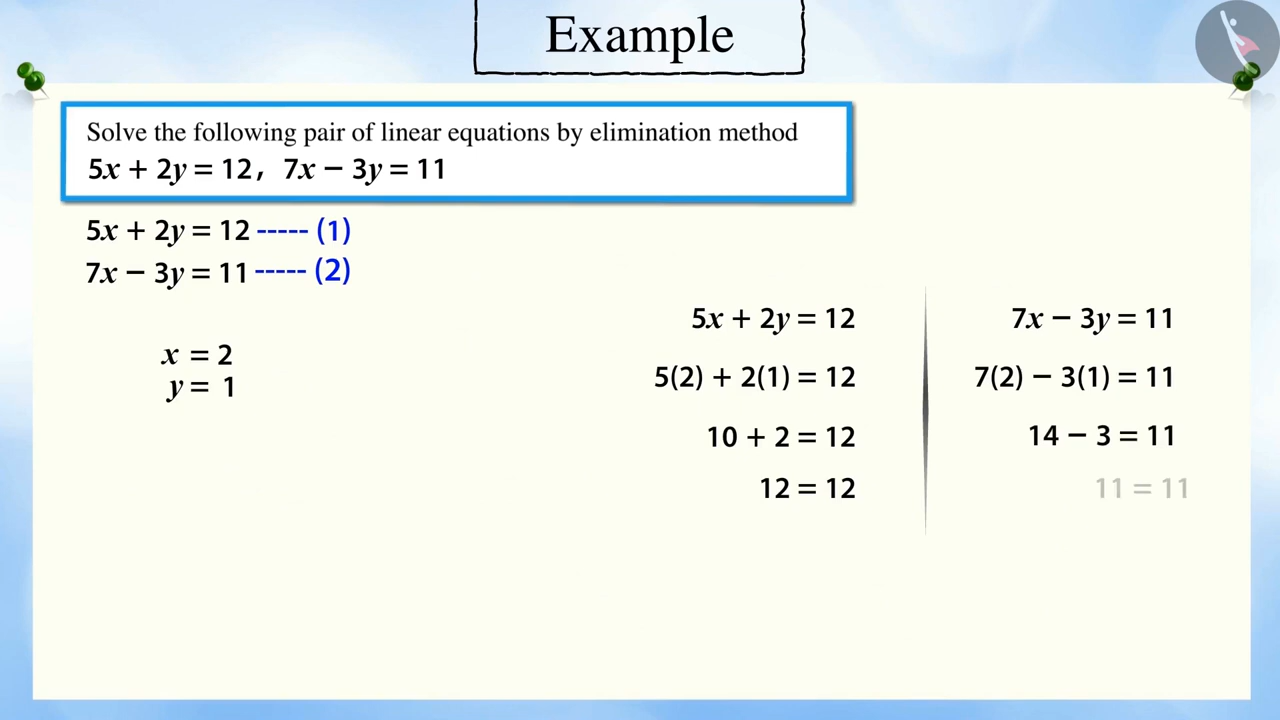 Example
Solve the following pair of linear equations by elimination method
5x + 2y = 12, 7x − 3y = 11
5x + 2y = 12 ----- (1)
7x − 3y = 11 ----- (2)
x = 2
y = 1
5x + 2y = 12
5(2) + 2(1) = 12
10 + 2 = 12
12 = 12
7x − 3y = 11
7(2) − 3(1) = 11
14 − 3 = 11
11 = 11